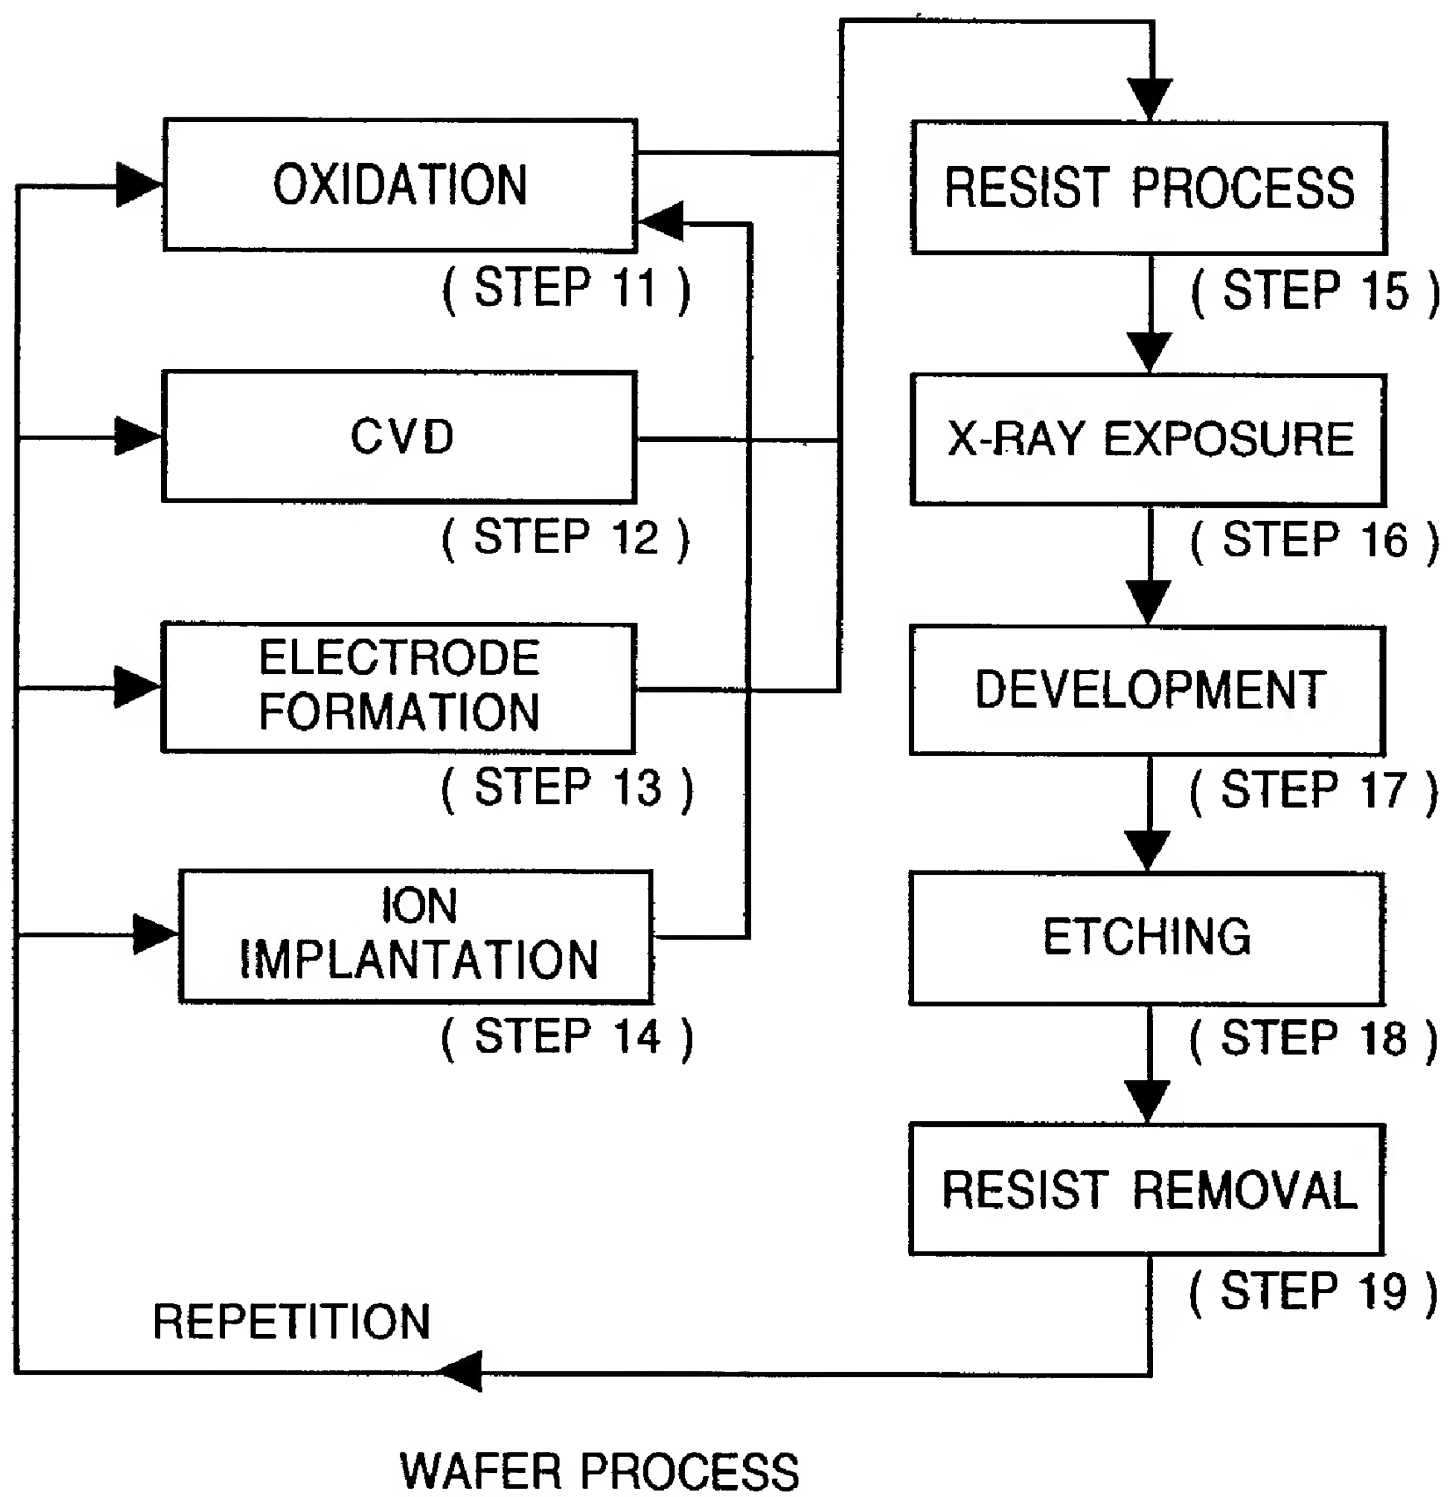 OXIDATION
( STEP 11 )
CVD
( STEP 12 )
ELECTRODE
FORMATION
( STEP 13 )
ION
IMPLANTATION
( STEP 14 )
RESIST PROCESS
( STEP 15 )
X-RAY EXPOSURE
( STEP 16 )
DEVELOPMENT
( STEP 17 )
ETCHING
( STEP 18 )
RESIST REMOVAL
( STEP 19 )
REPETITION
WAFER PROCESS